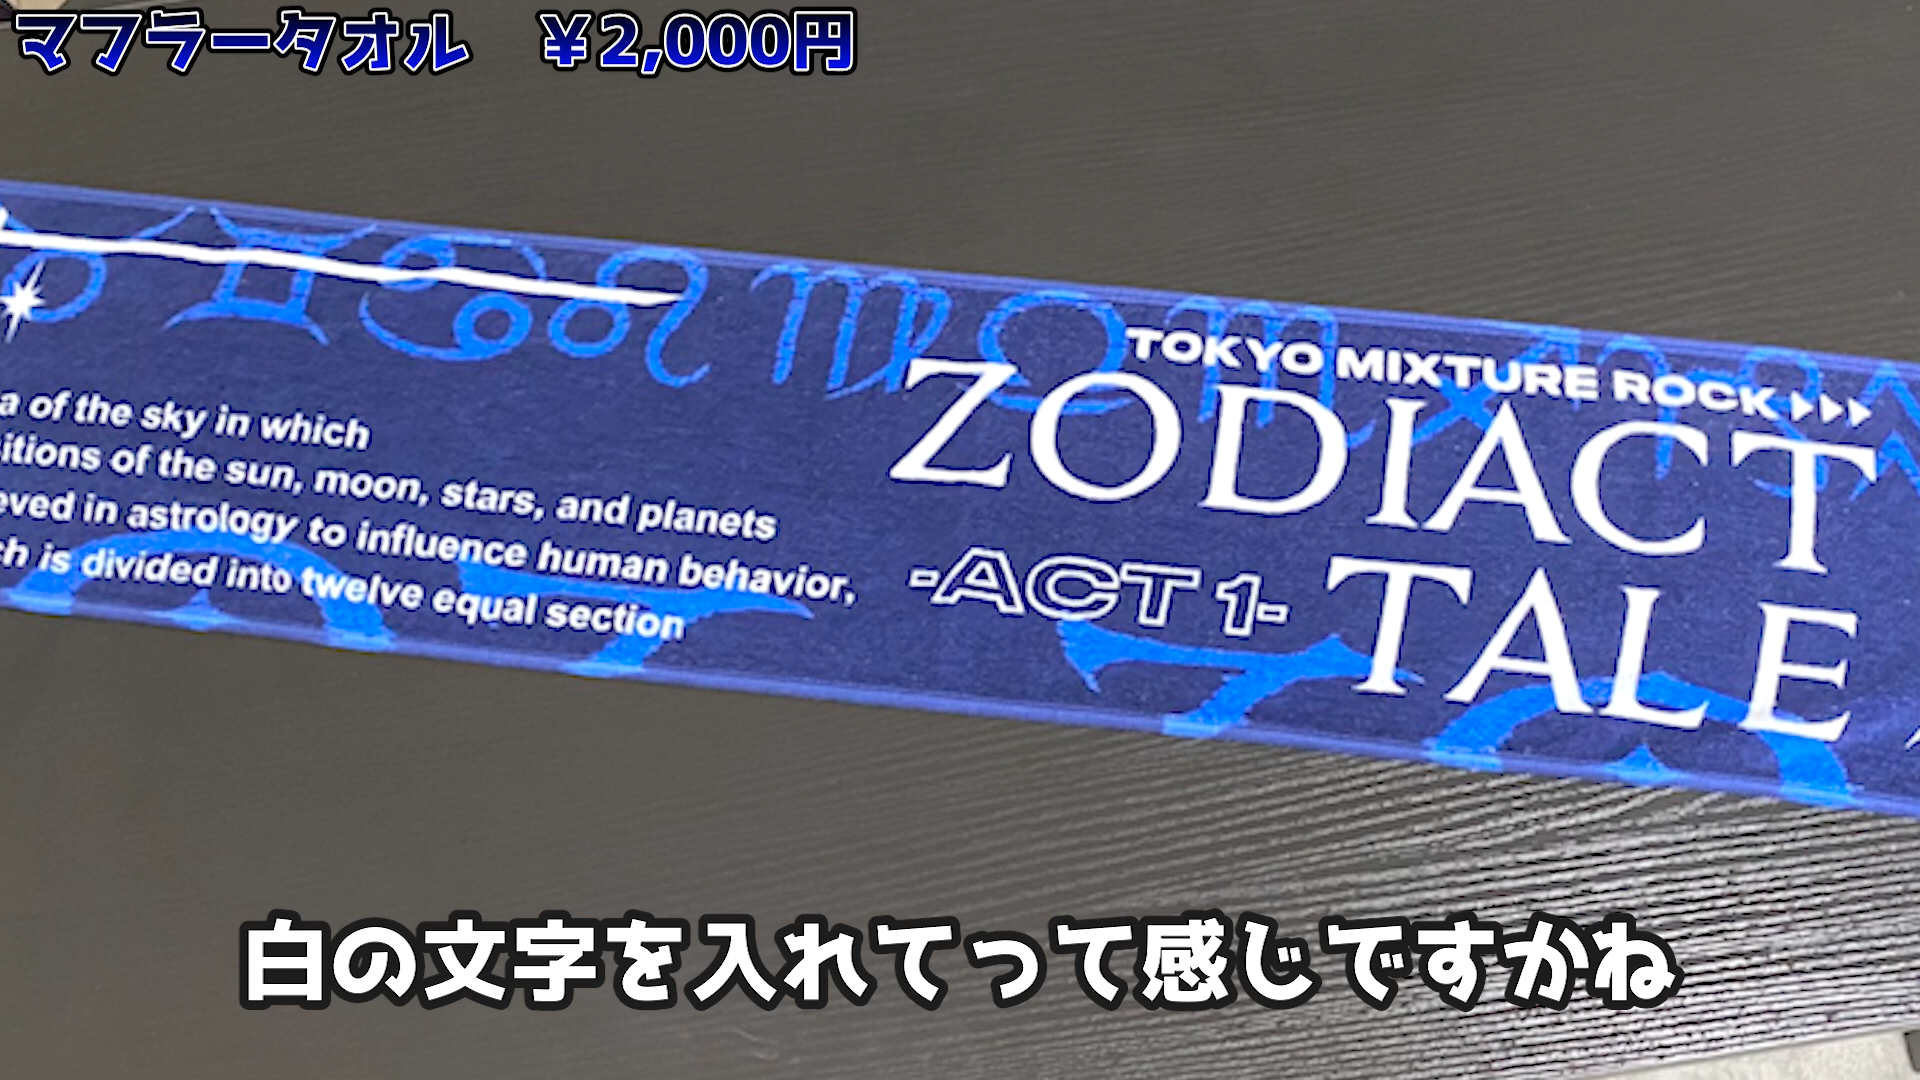 マフラータオル ￥2,000円
a of the sky in which
itions of the sun, moon, stars, and planets
eved in astrology to influence human behavior,
ch is divided into twelve equal section
TOKYO MIXTURE ROCK
ZODIACT
-ACT 1- TALE
白の文字を入れてって感じですかね